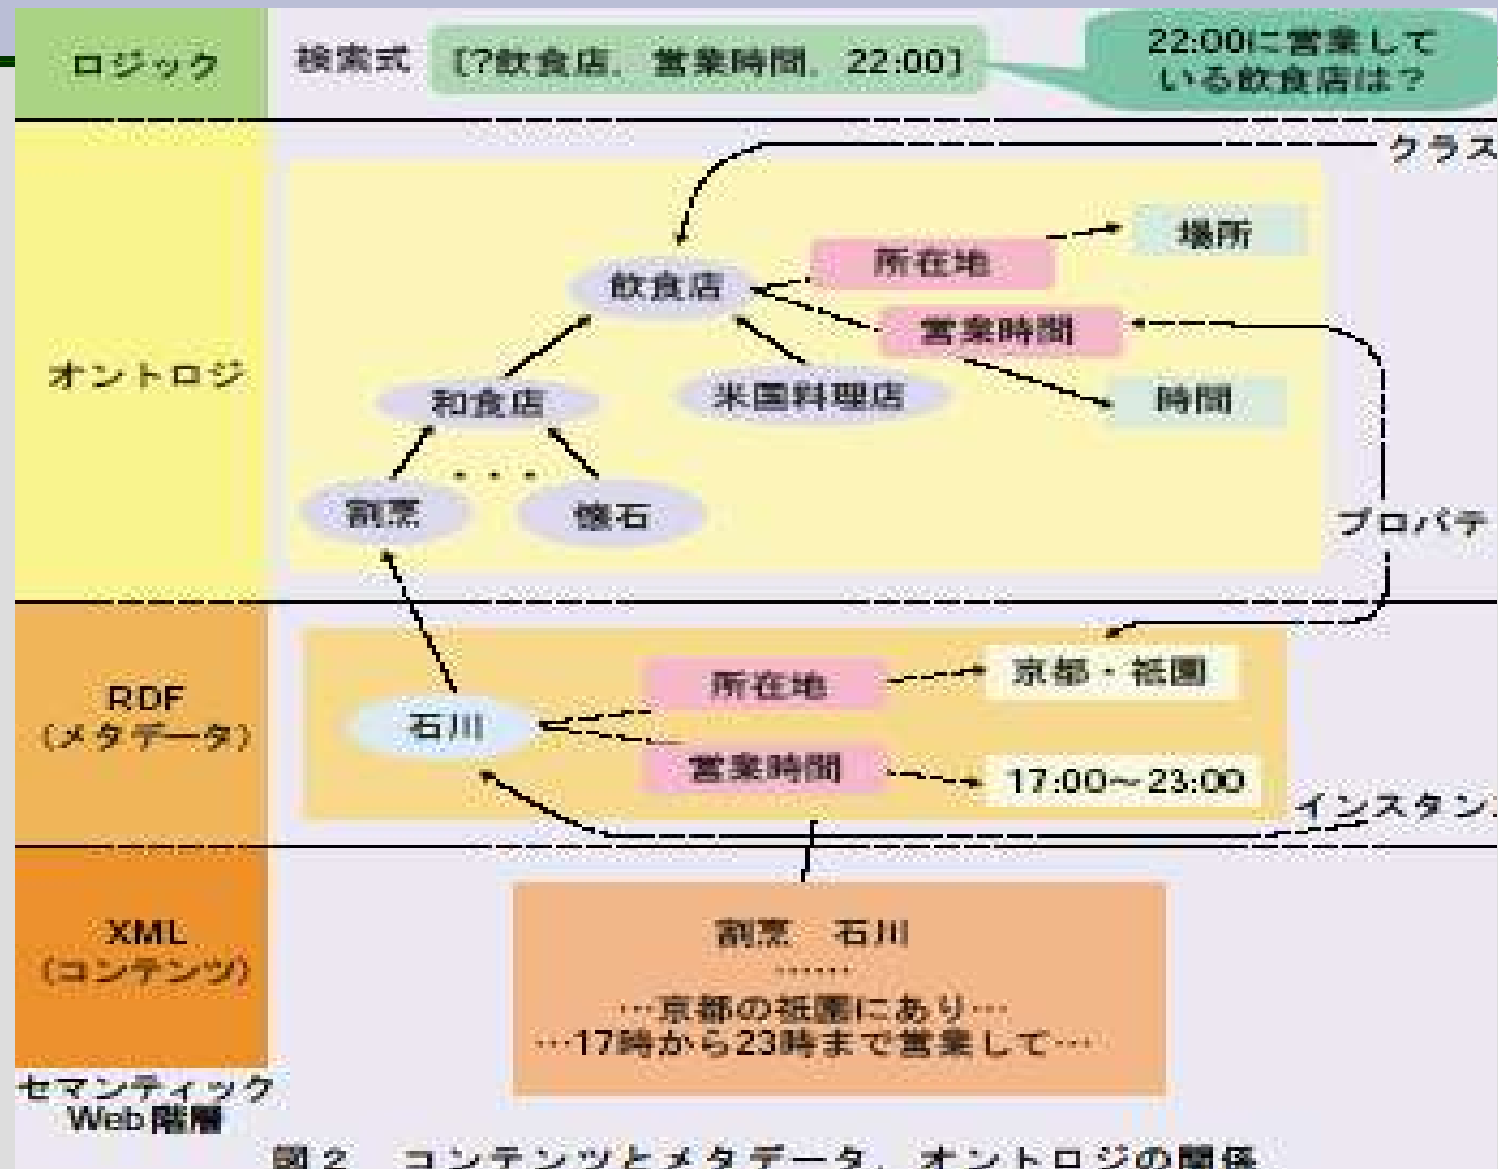 ロジック
検索式 [?飲食店, 営業時間, 22:00]
22:00に営業して
いる飲食店は?
クラス
オントロジ
場所
所在地
飲食店
営業時間
和食店
米国料理店
時間
・・・
割烹
懐石
プロパテ
RDF
(メタデータ)
所在地
京都・祇園
石川
営業時間
17:00～23:00
インスタン
XML
(コンテンツ)
割烹 石川
……
…京都の祇園にあり…
…17時から23時まで営業して…
セマンティック
Web階層
図2 コンテンツとメタデータ, オントロジの関係